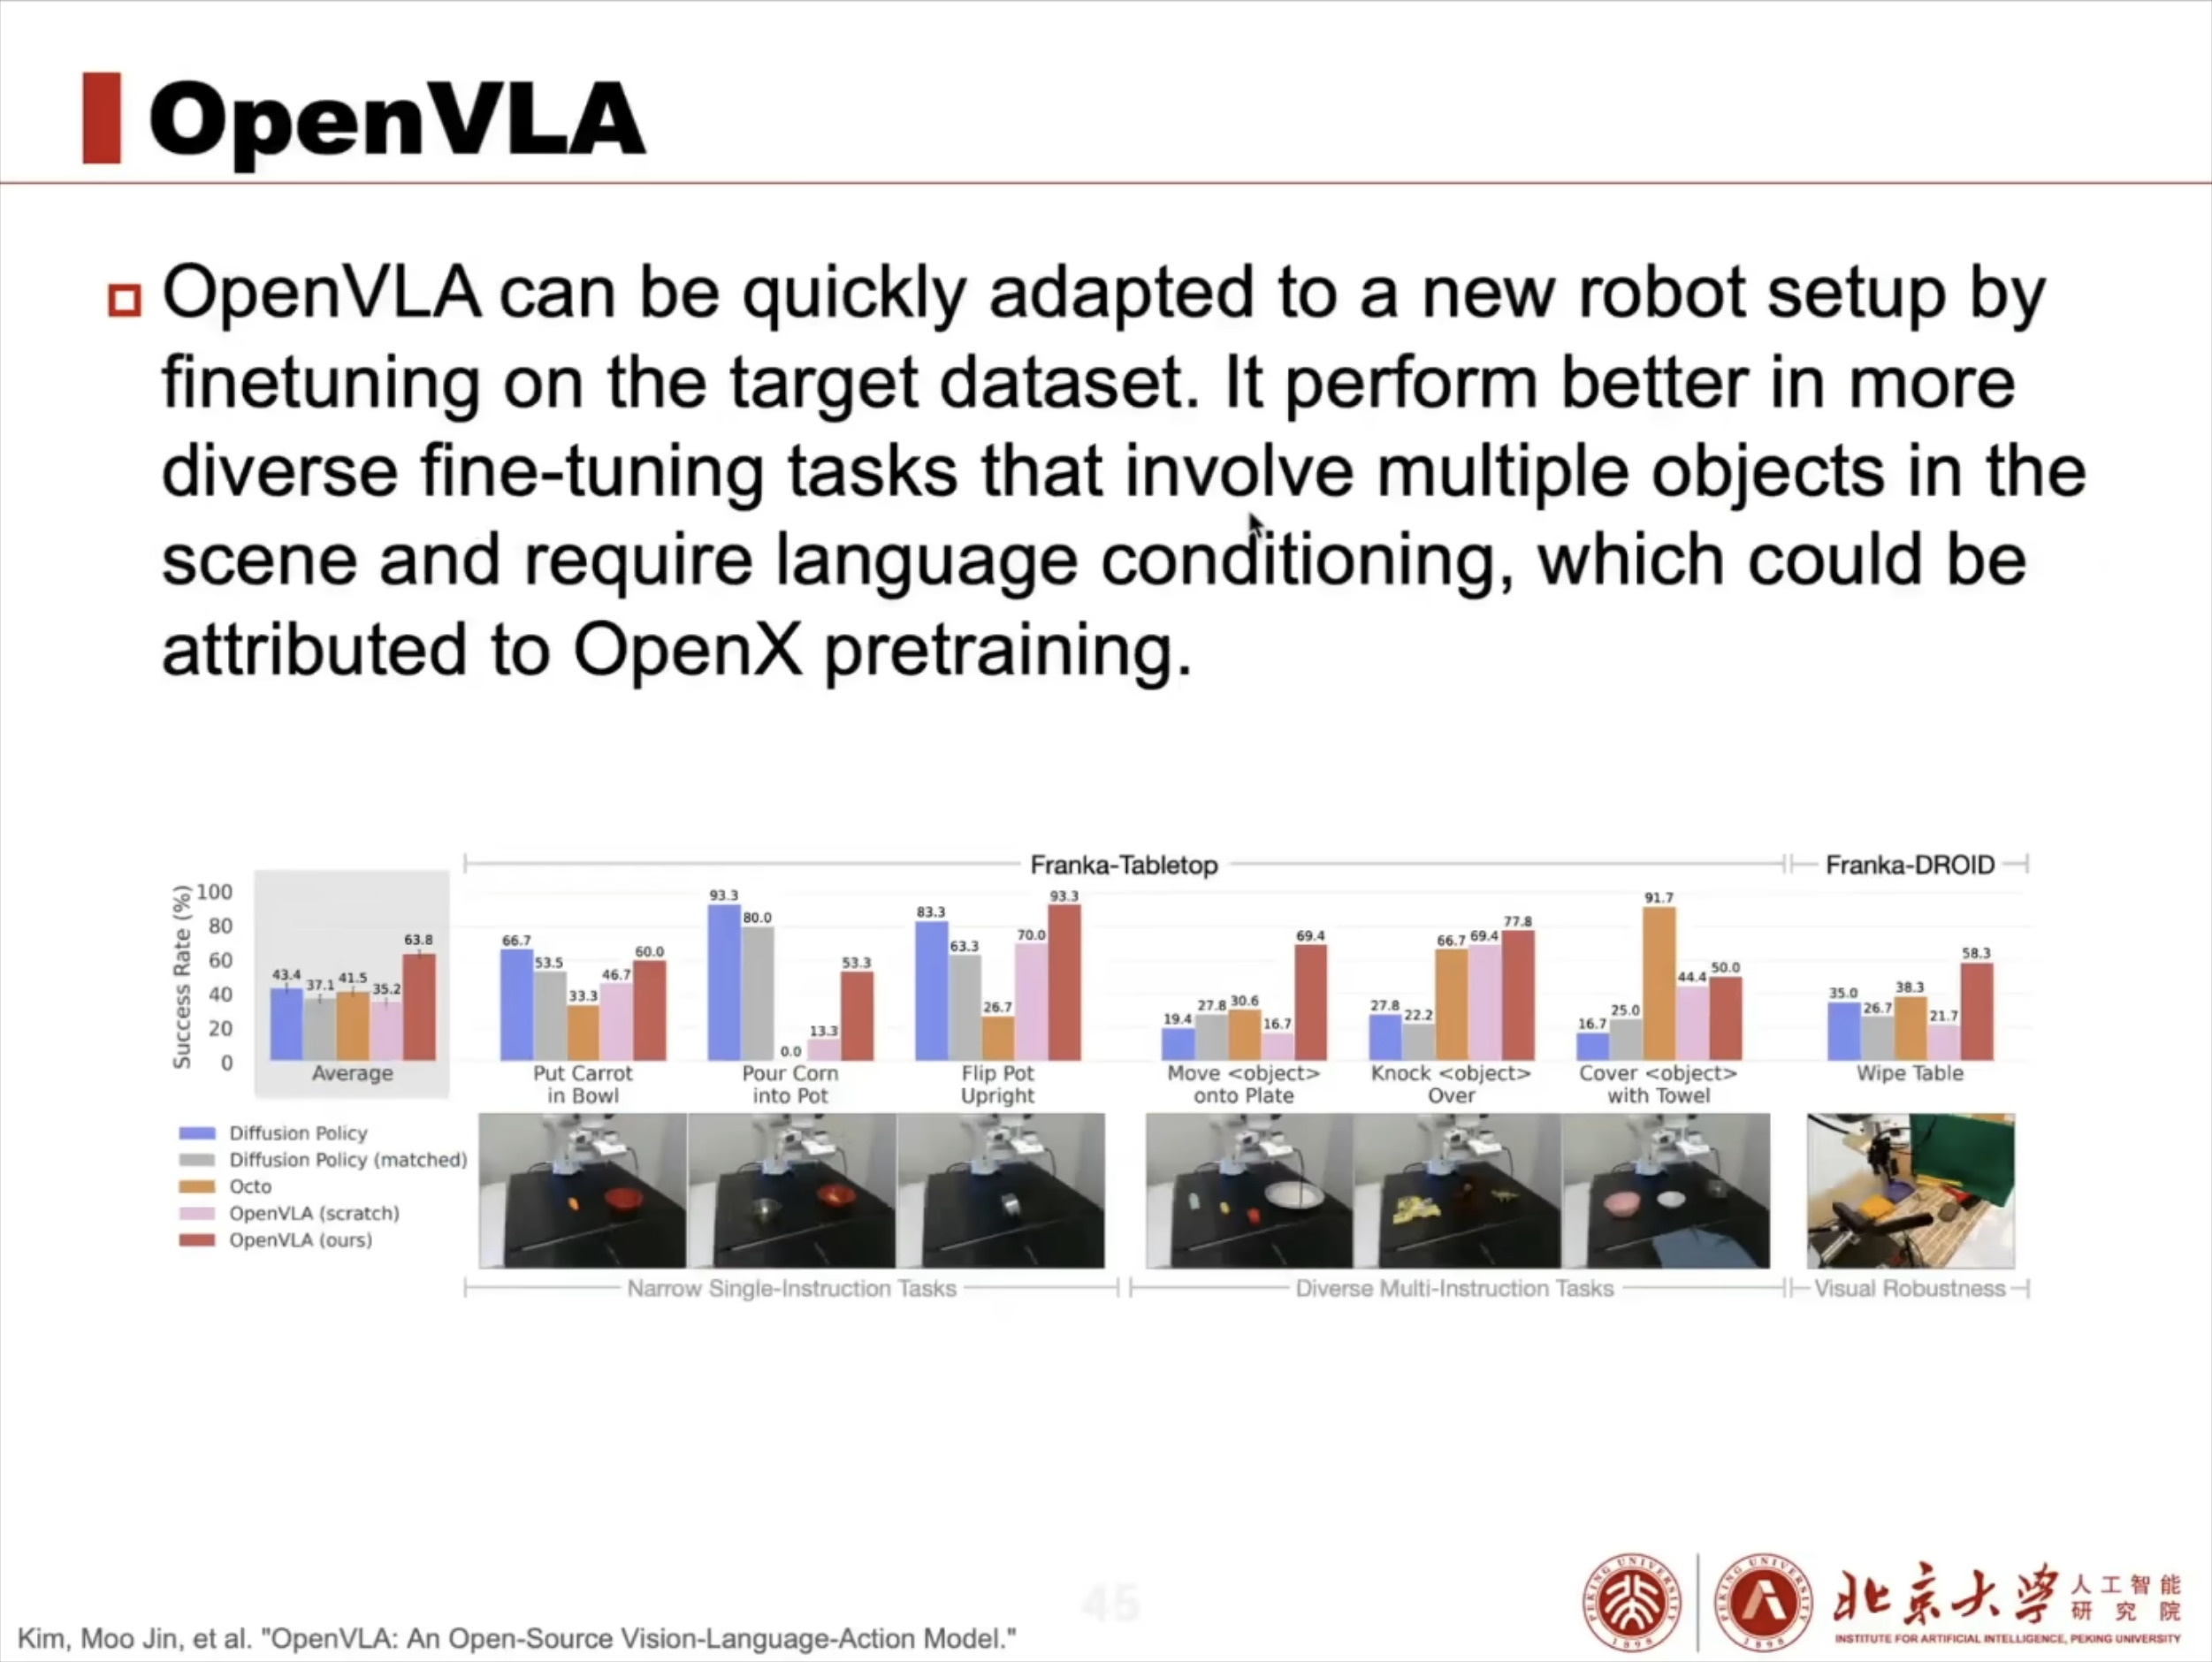 OpenVLA
OpenVLA can be quickly adapted to a new robot setup by
finetuning on the target dataset. It perform better in more
diverse fine-tuning tasks that involve multiple objects in the
scene and require language conditioning, which could be
attributed to OpenX pretraining.
Franka-Tabletop
Franka-DROID
Success Rate (%)
100
80
60
40
20
0
43.4 37.1 41.5 35.2 63.8
Average
66.7 53.5 33.3 46.7 60.0
Put Carrot
in Bowl
93.3 80.0 0.0 13.3 53.3
Pour Corn
into Pot
83.3 63.3 26.7 70.0 93.3
Flip Pot
Upright
19.4 27.8 30.6 16.7 69.4
Move <object>
onto Plate
27.8 22.2 66.7 69.4 77.8
Knock <object>
Over
16.7 25.0 91.7 44.4 50.0
Cover <object>
with Towel
35.0 26.7 38.3 21.7 58.3
Wipe Table
Diffusion Policy
Diffusion Policy (matched)
Octo
OpenVLA (scratch)
OpenVLA (ours)
Narrow Single-Instruction Tasks
Diverse Multi-Instruction Tasks
Visual Robustness
45
Kim, Moo Jin, et al. "OpenVLA: An Open-Source Vision-Language-Action Model."
PEKING UNIVERSITY
1898
PEKING UNIVERSITY
1898
北京大学
人工智能
研究院
INSTITUTE FOR ARTIFICIAL INTELLIGENCE, PEKING UNIVERSITY